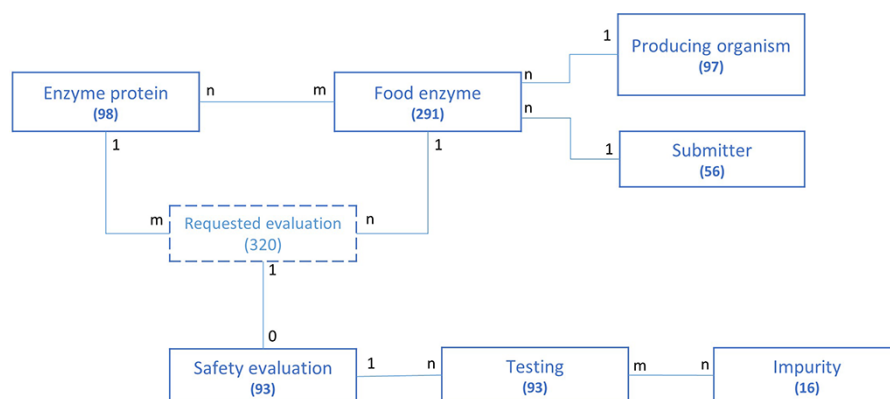 1
Producing organism
(97)
n
Enzyme protein
(98)
n
m
Food enzyme
(291)
n
1
1
1
Submitter
(56)
m
Requested evaluation
(320)
n
1
0
Safety evaluation
(93)
1
n
Testing
(93)
m
n
Impurity
(16)